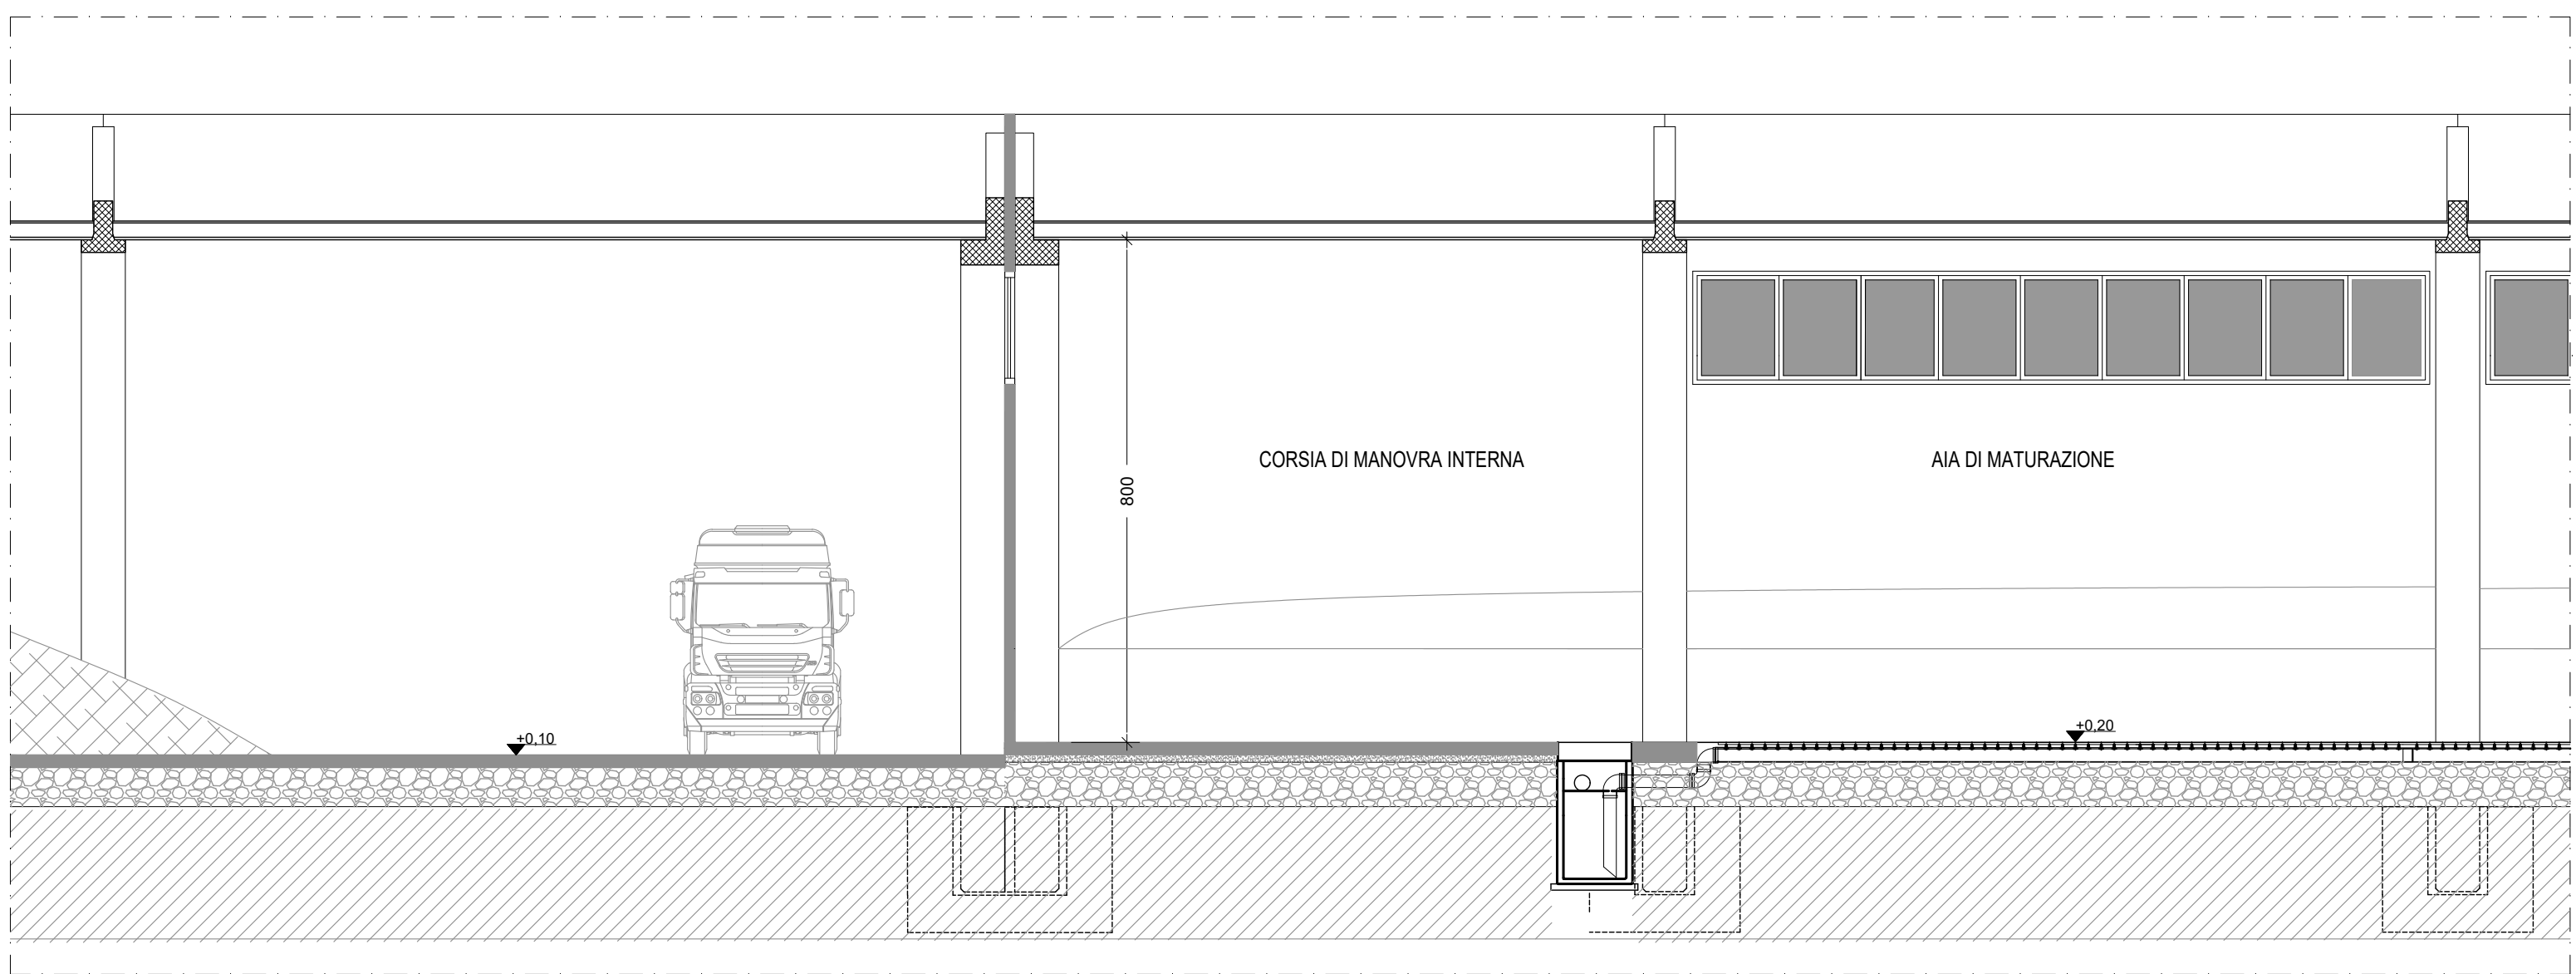 CORSIA DI MANOVRA INTERNA
AIA DI MATURAZIONE
800
+0,10
+0,20